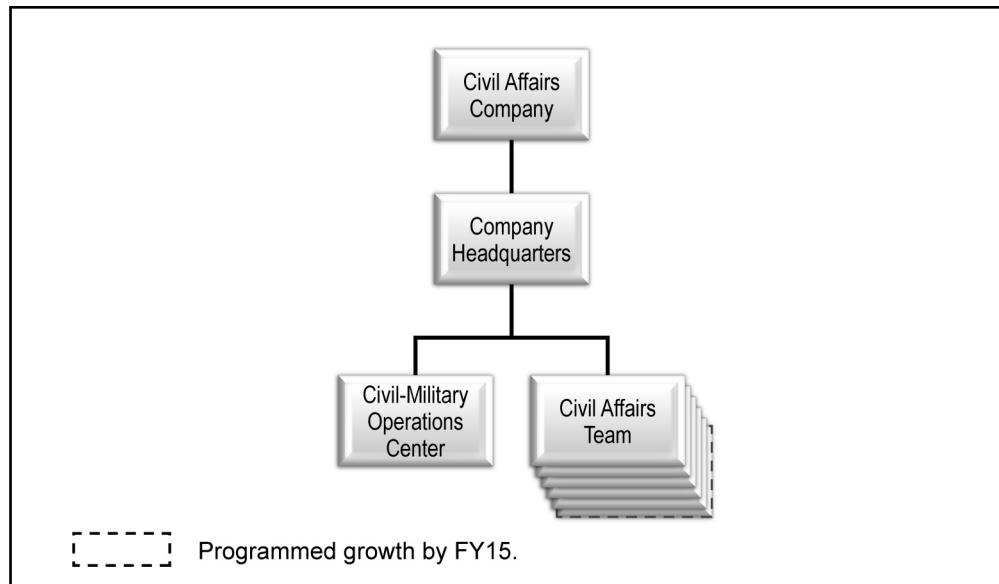 Civil Affairs
Company
Company
Headquarters
Civil-Military
Operations
Center
Civil Affairs
Team
Programmed growth by FY15.